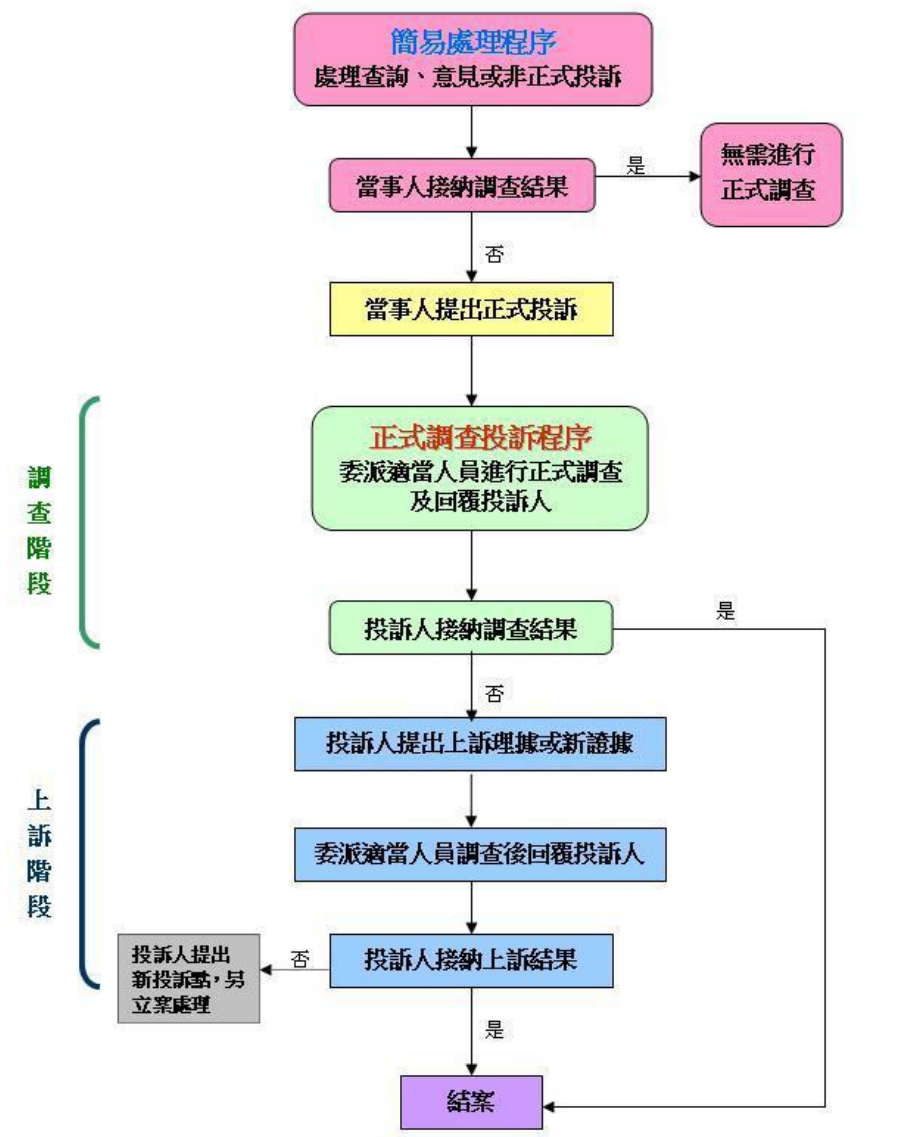 簡易處理程序
處理查詢、意見或非正式投訴
當事人接納調查結果
是
無需進行
正式調查
否
當事人提出正式投訴
調
查
階
段
正式調查投訴程序
委派適當人員進行正式調查
及回覆投訴人
投訴人接納調查結果
是
否
上
訴
階
段
投訴人提出上訴理據或新證據
委派適當人員調查後回覆投訴人
投訴人接納上訴結果
否
投訴人提出
新投訴點，另
立案處理
是
結案